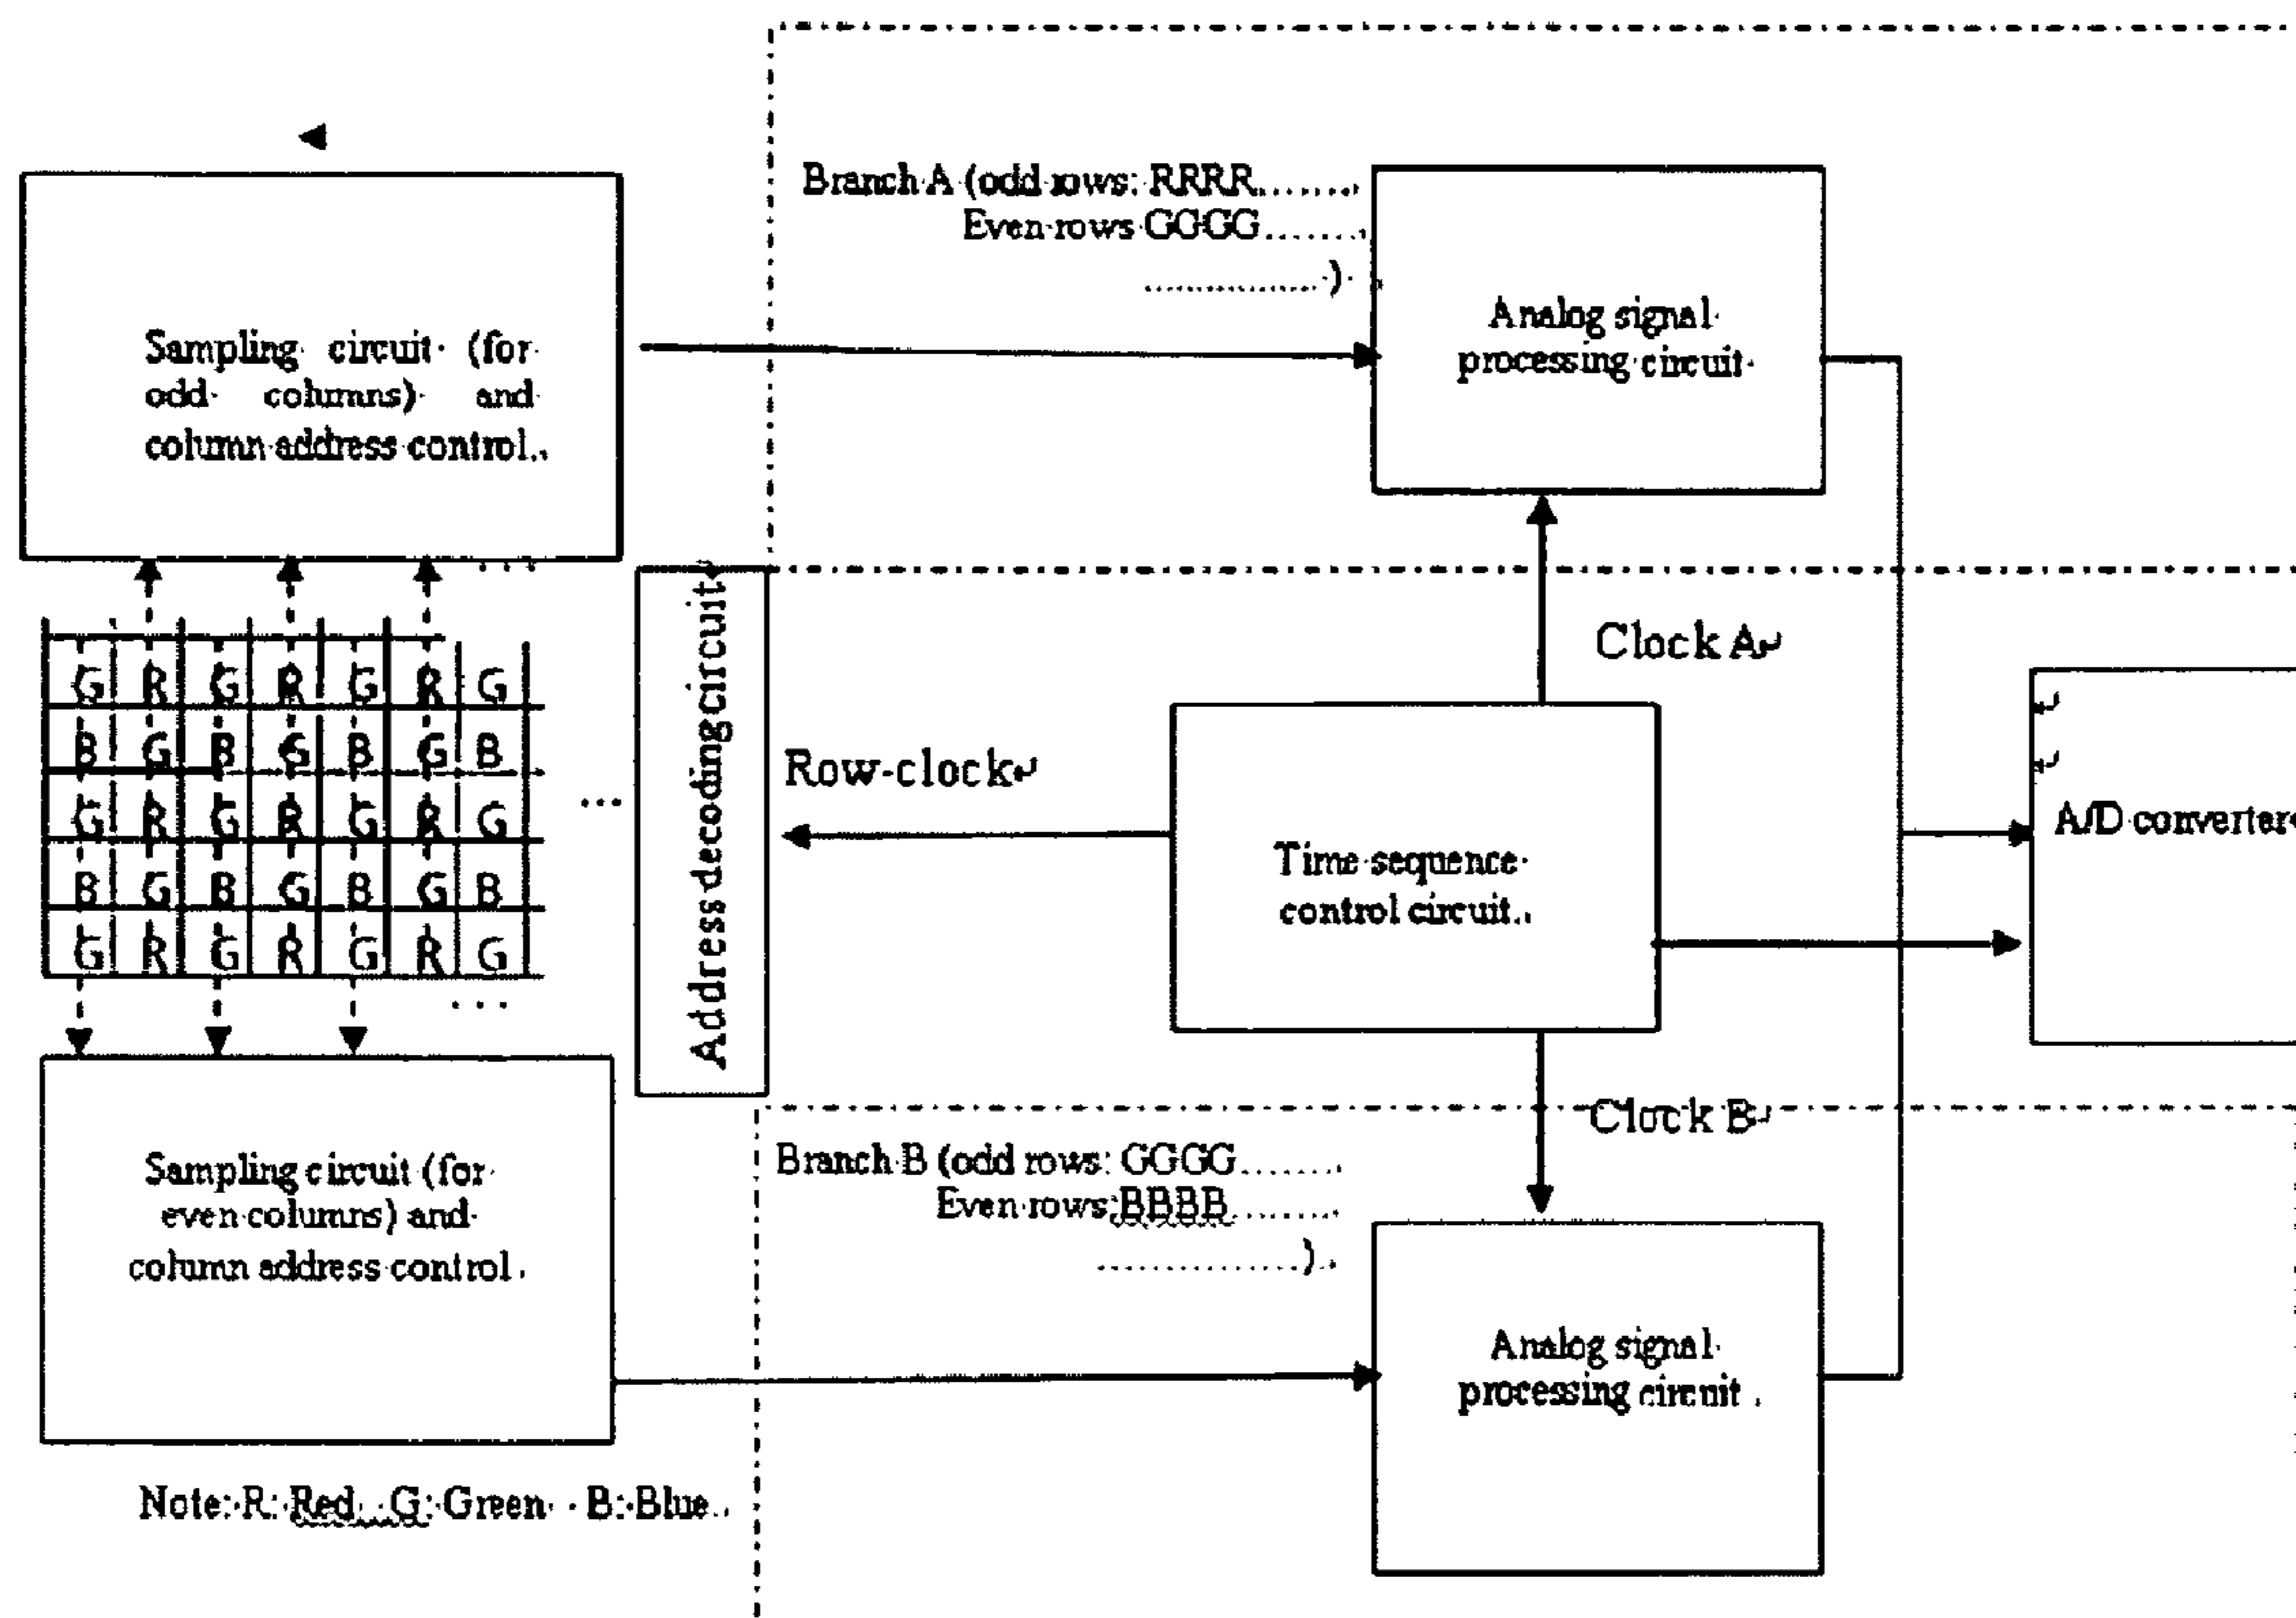 Branch A (odd rows: RRRR........
Even rows GGGG........
..................)
Sampling circuit (for
odd columns) and
column address control..
Analog signal
processing circuit
Clock A
G R G R G R G
B G B G B G B
G R G R G R G
B G B G B G B
G R G R G R G
...
...
...
Address decoding circuit
Row-clock
Time sequence
control circuit..
A/D converter
Clock B
Sampling circuit (for
even columns) and
column address control.
Branch B (odd rows: GGGG........
Even rows:BBBB........
..................)..
Analog signal
processing circuit .
Note: R: Red G: Green B: Blue..